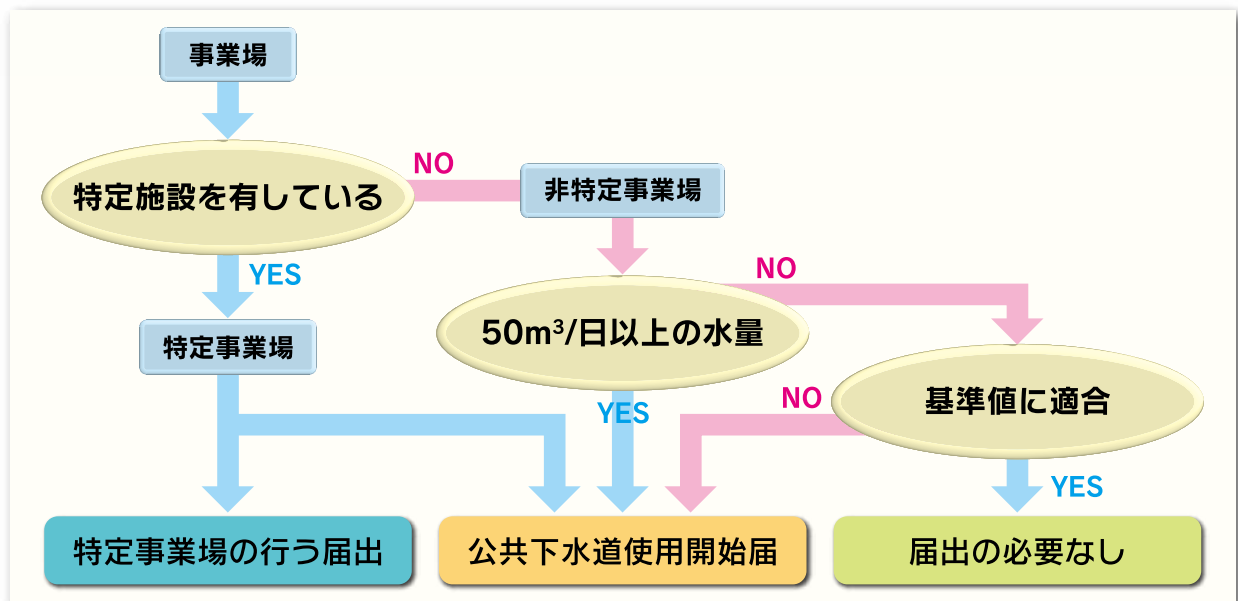 事業場
特定施設を有している
NO
非特定事業場
YES
特定事業場
50m³/日以上の水量
NO
YES
基準値に適合
NO
YES
特定事業場の行う届出
公共下水道使用開始届
届出の必要なし